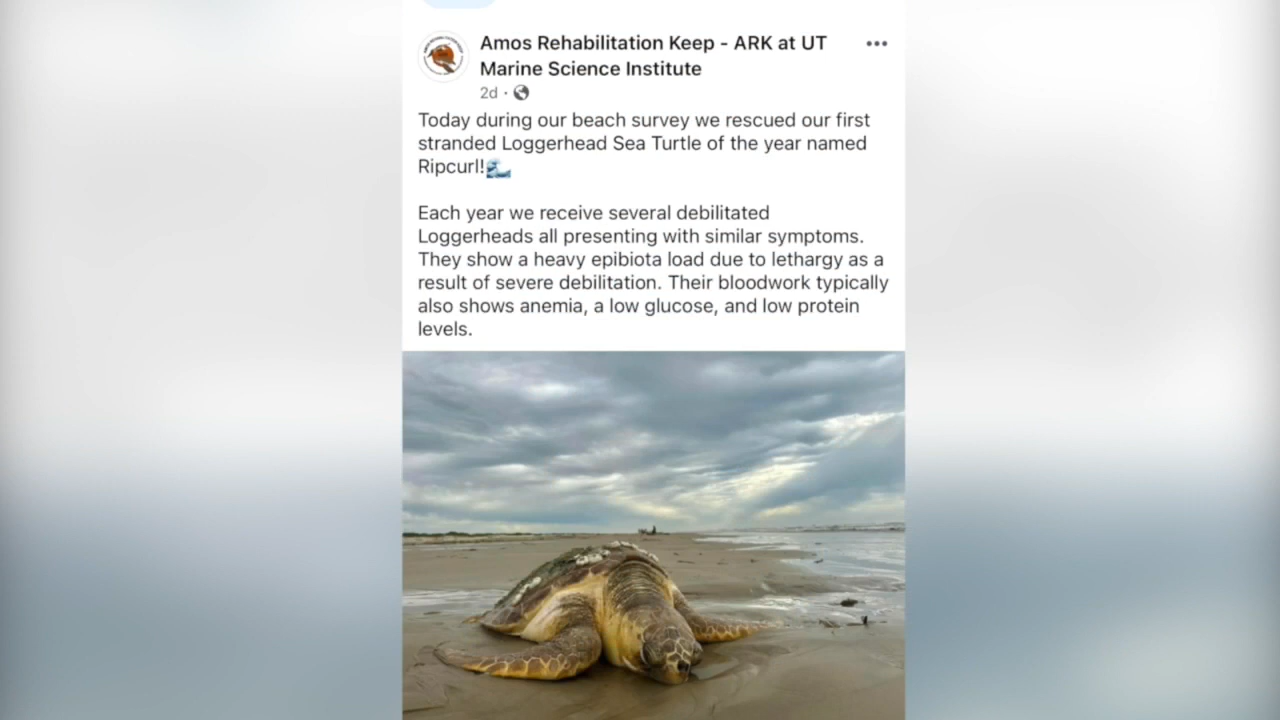 Amos Rehabilitation Keep - ARK at UT
Marine Science Institute
2d ·
Today during our beach survey we rescued our first
stranded Loggerhead Sea Turtle of the year named
Ripcurl!🌊
Each year we receive several debilitated
Loggerheads all presenting with similar symptoms.
They show a heavy epibiota load due to lethargy as a
result of severe debilitation. Their bloodwork typically
also shows anemia, a low glucose, and low protein
levels.